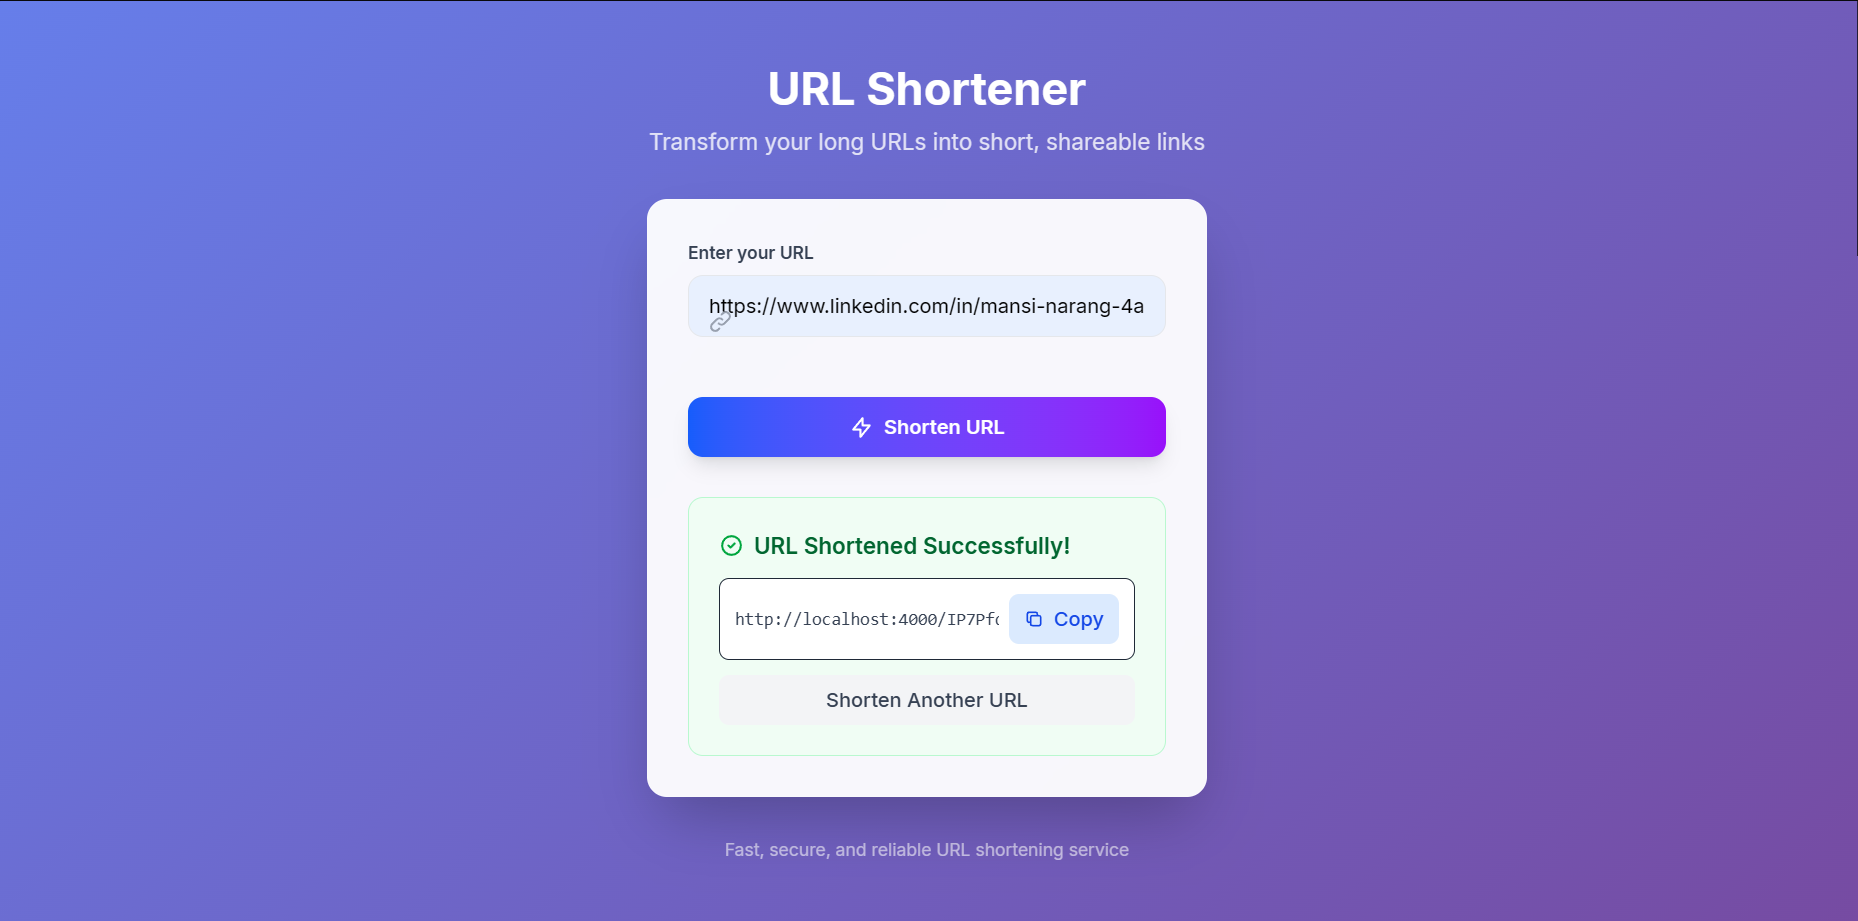 URL Shortener
Transform your long URLs into short, shareable links
Enter your URL
https://www.linkedin.com/in/mansi-narang-4a
Shorten URL
URL Shortened Successfully!
http://localhost:4000/IP7Pf
Copy
Shorten Another URL
Fast, secure, and reliable URL shortening service